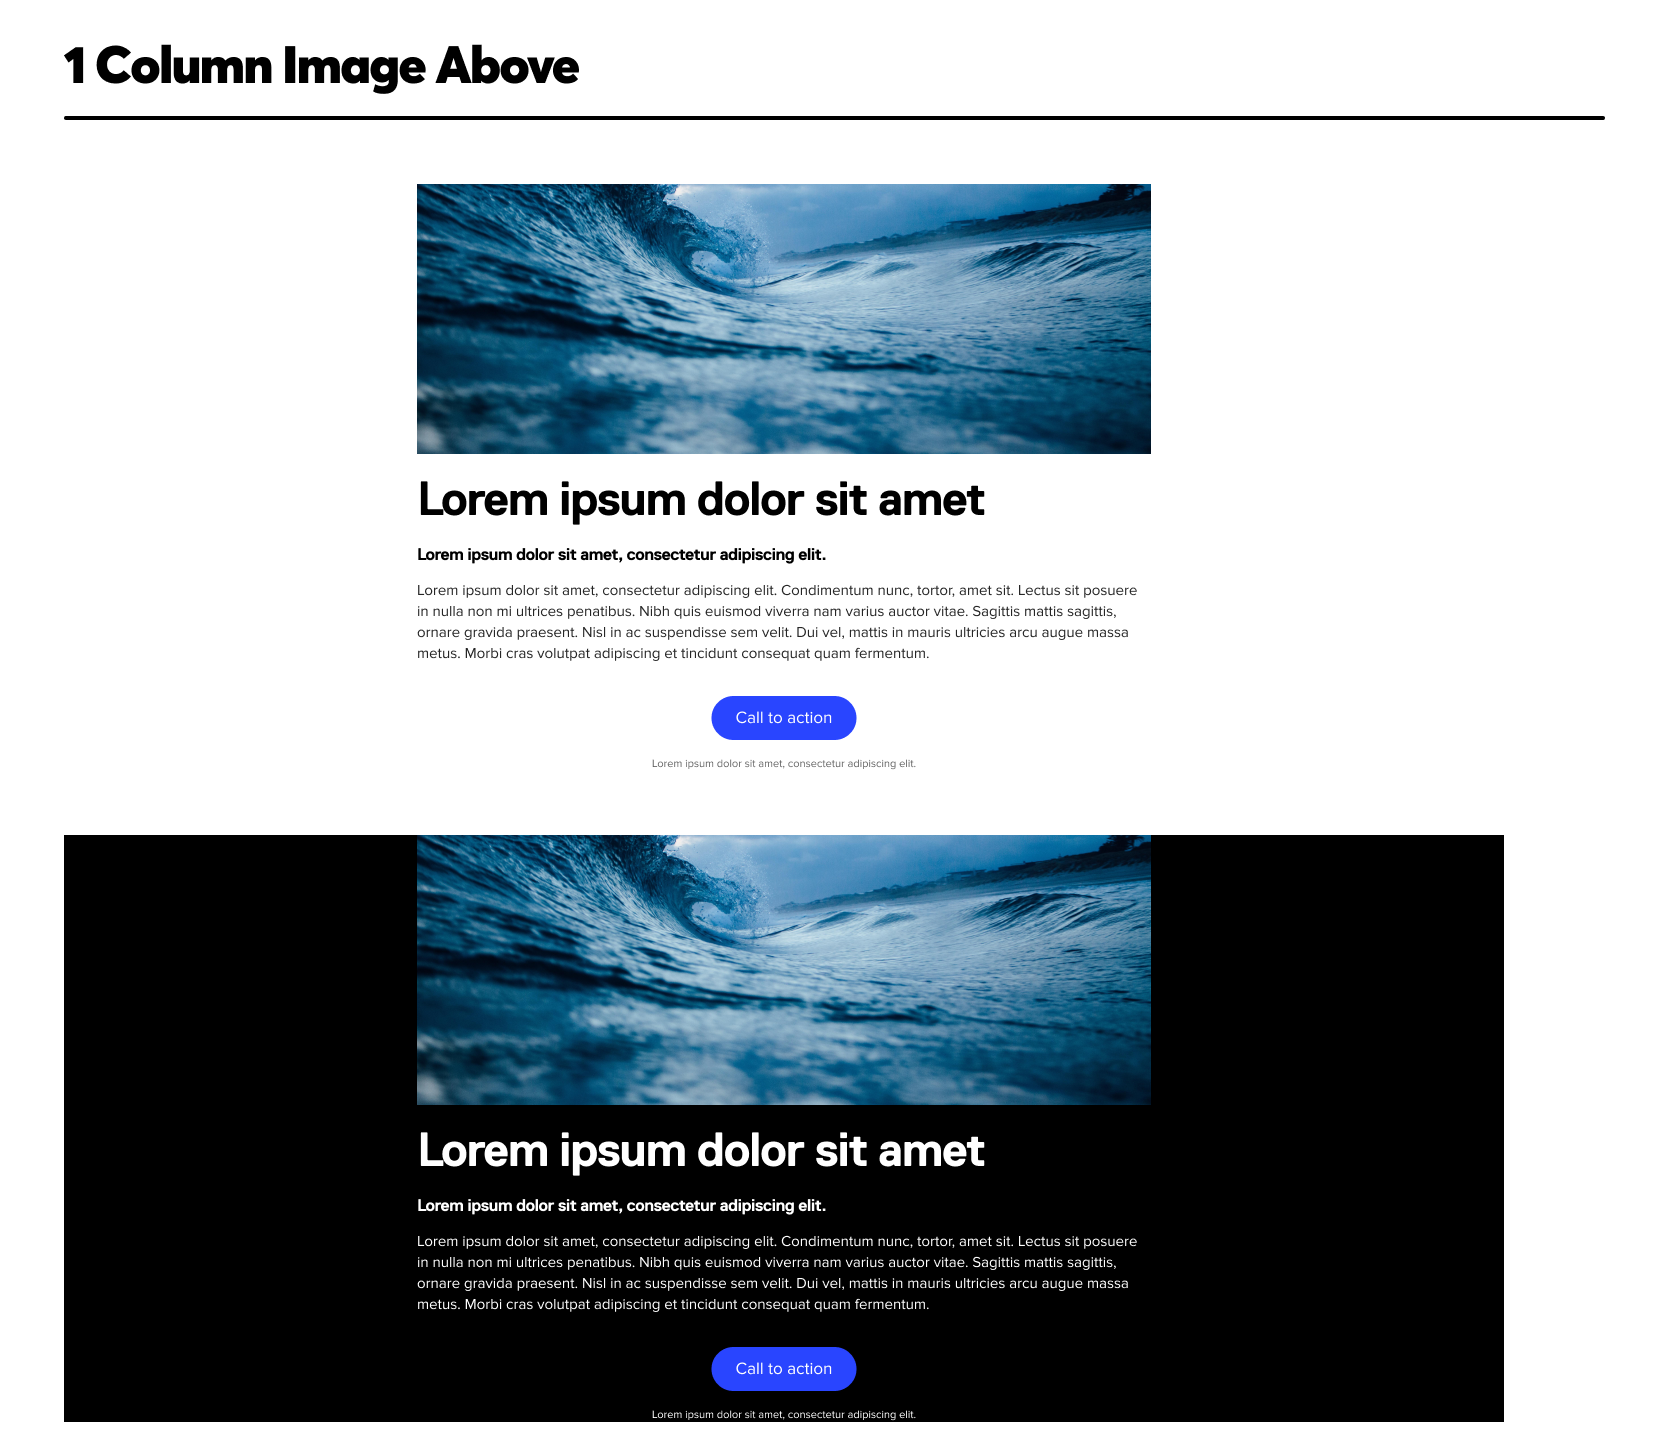 1 Column Image Above
Lorem ipsum dolor sit amet
Lorem ipsum dolor sit amet, consectetur adipiscing elit.
Lorem ipsum dolor sit amet, consectetur adipiscing elit. Condimentum nunc, tortor, amet sit. Lectus sit posuere
in nulla non mi ultrices penatibus. Nibh quis euismod viverra nam varius auctor vitae. Sagittis mattis sagittis,
ornare gravida praesent. Nisl in ac suspendisse sem velit. Dui vel, mattis in mauris ultricies arcu augue massa
metus. Morbi cras volutpat adipiscing et tincidunt consequat quam fermentum.
Call to action
Lorem ipsum dolor sit amet, consectetur adipiscing elit.
Lorem ipsum dolor sit amet
Lorem ipsum dolor sit amet, consectetur adipiscing elit.
Lorem ipsum dolor sit amet, consectetur adipiscing elit. Condimentum nunc, tortor, amet sit. Lectus sit posuere
in nulla non mi ultrices penatibus. Nibh quis euismod viverra nam varius auctor vitae. Sagittis mattis sagittis,
ornare gravida praesent. Nisl in ac suspendisse sem velit. Dui vel, mattis in mauris ultricies arcu augue massa
metus. Morbi cras volutpat adipiscing et tincidunt consequat quam fermentum.
Call to action
Lorem ipsum dolor sit amet, consectetur adipiscing elit.